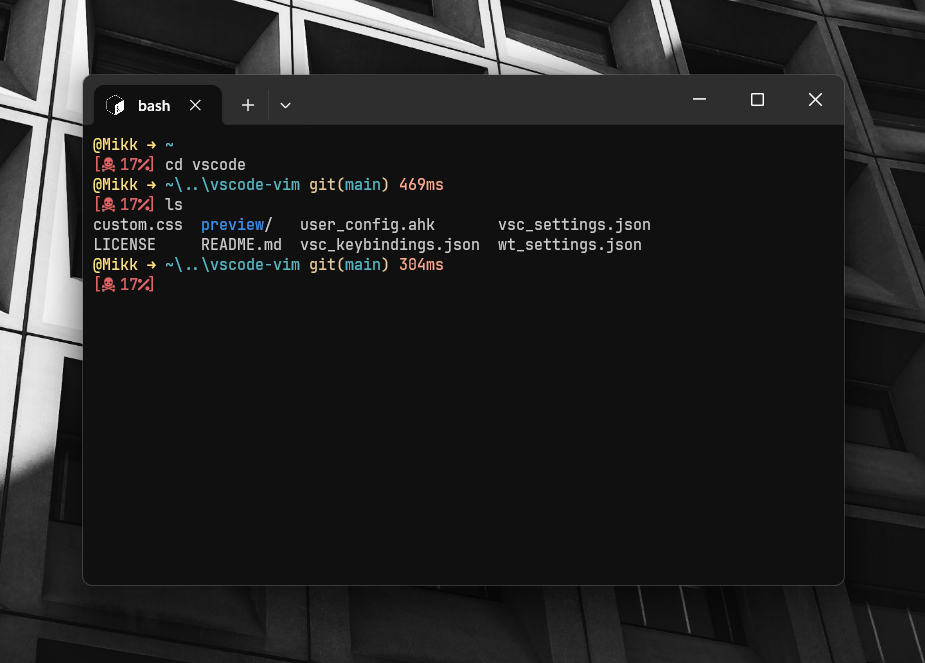 bash
@Mikk → ~
[☠ 17%] cd vscode
@Mikk → ~\..\vscode-vim git(main) 469ms
[☠ 17%] ls
custom.css  preview/   user_config.ahk       vsc_settings.json
LICENSE     README.md  vsc_keybindings.json  wt_settings.json
@Mikk → ~\..\vscode-vim git(main) 304ms
[☠ 17%]